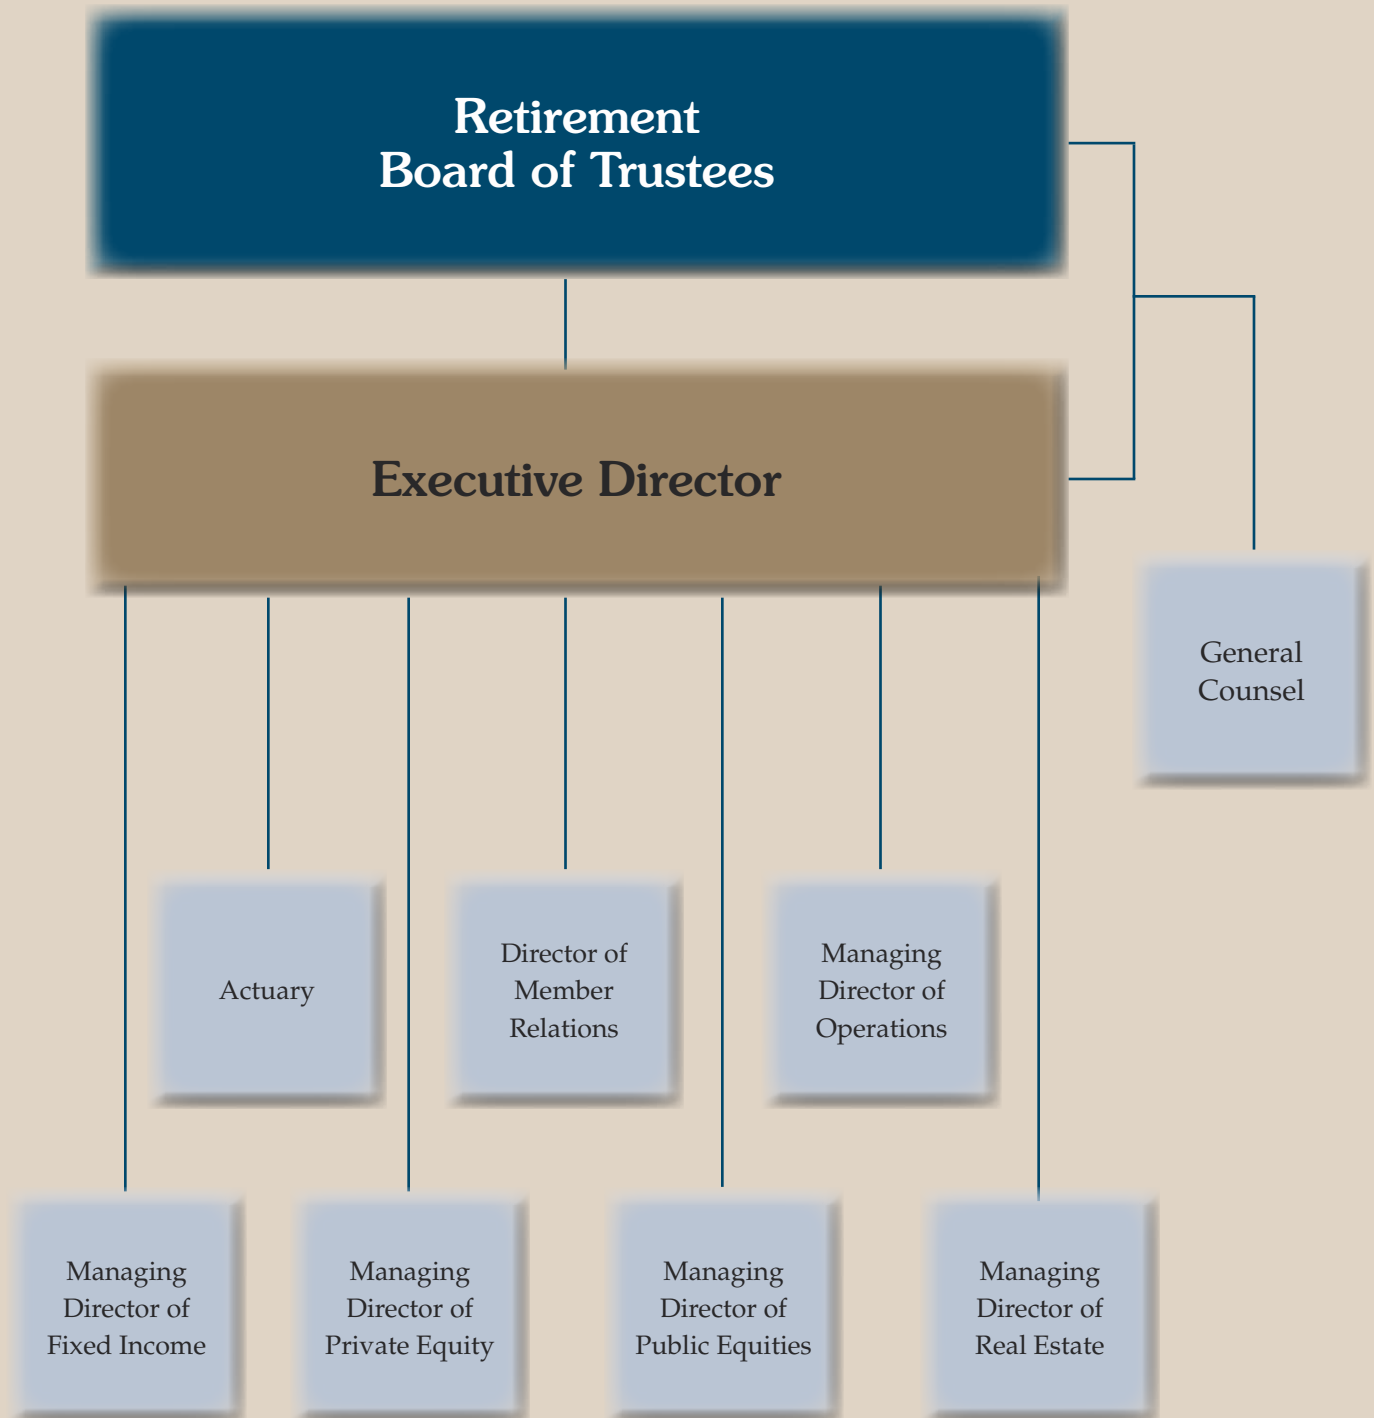 Retirement
Board of Trustees
Executive Director
General
Counsel
Actuary
Director of
Member
Relations
Managing
Director of
Operations
Managing
Director of
Fixed Income
Managing
Director of
Private Equity
Managing
Director of
Public Equities
Managing
Director of
Real Estate